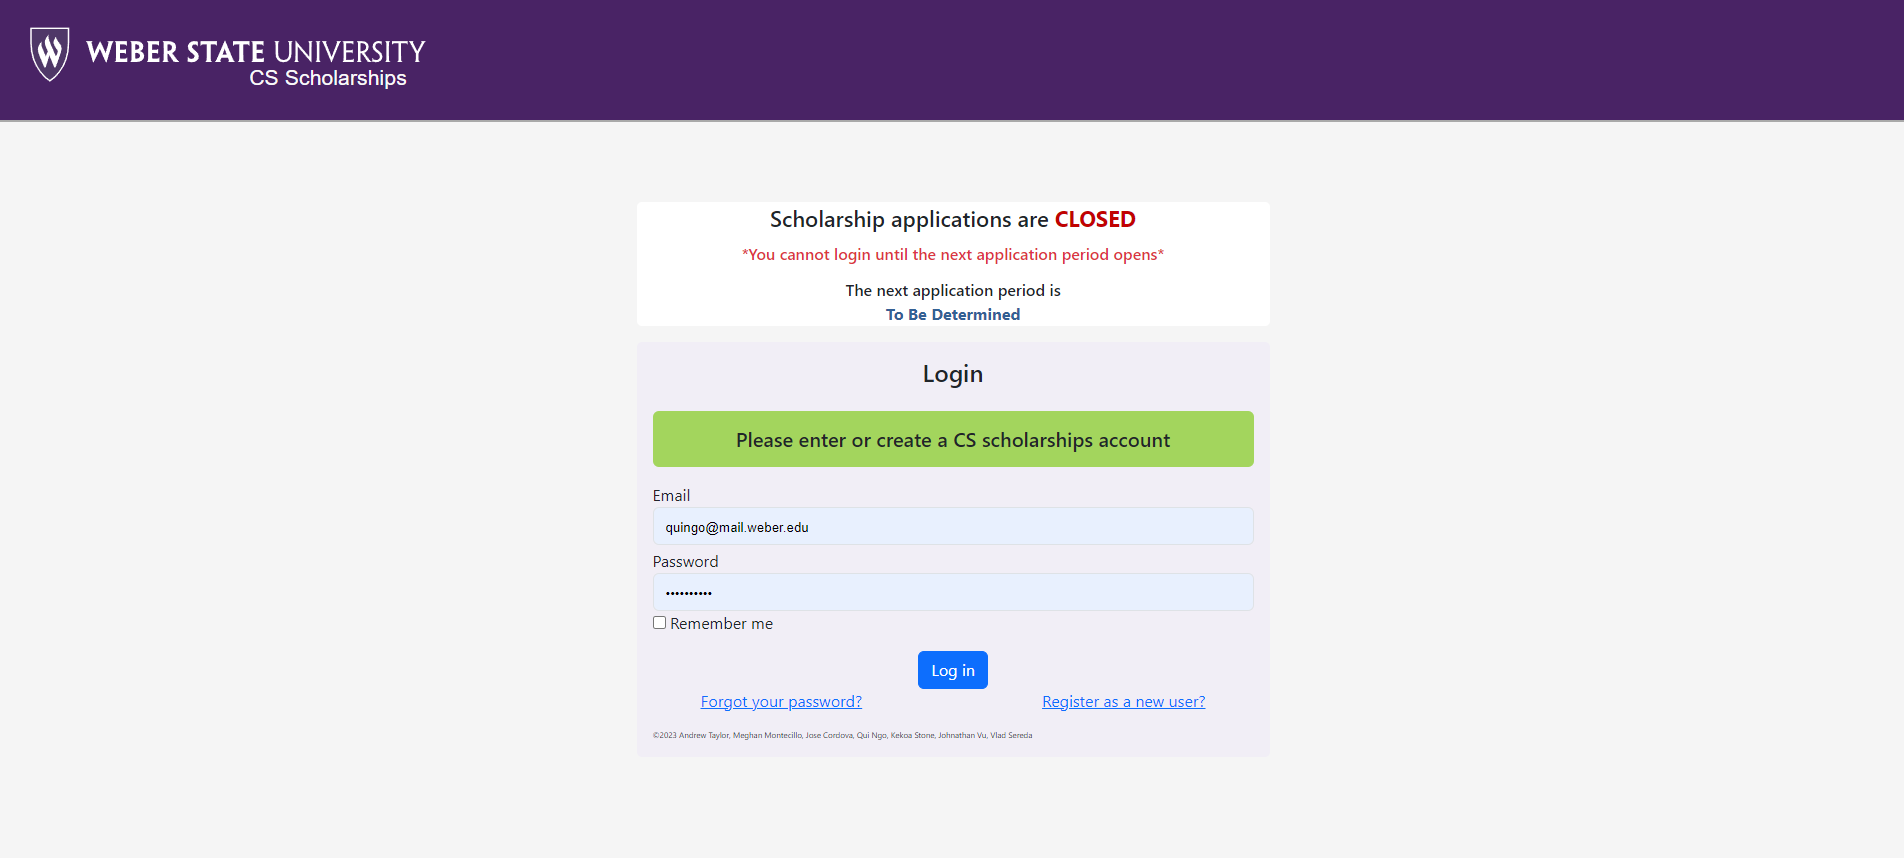 WEBER STATE UNIVERSITY
CS Scholarships
Scholarship applications are CLOSED
*You cannot login until the next application period opens*
The next application period is
To Be Determined
Login
Please enter or create a CS scholarships account
Email
quingo@mail.weber.edu
Password
••••••••••
Remember me
Log in
Forgot your password? Register as a new user?
©2023 Andrew Taylor, Meghan Montecillo, Jose Cordova, Qui Ngo, Kekoa Stone, Johnathan Vu, Vlad Sereda